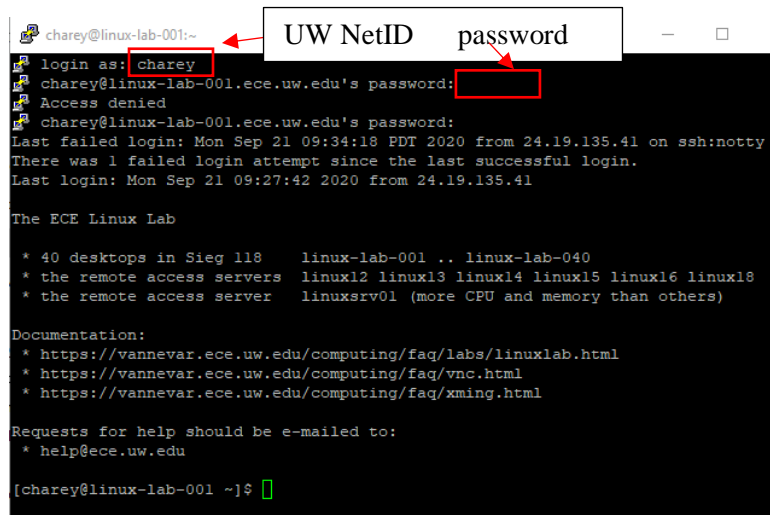 charey@linux-lab-001:~
UW NetID password
login as: charey
charey@linux-lab-001.ece.uw.edu's password:
Access denied
charey@linux-lab-001.ece.uw.edu's password:
Last failed login: Mon Sep 21 09:34:18 PDT 2020 from 24.19.135.41 on ssh:notty
There was 1 failed login attempt since the last successful login.
Last login: Mon Sep 21 09:27:42 2020 from 24.19.135.41
The ECE Linux Lab
* 40 desktops in Sieg 118 linux-lab-001 .. linux-lab-040
* the remote access servers linux12 linux13 linux14 linux15 linux16 linux18
* the remote access server linuxsrv01 (more CPU and memory than others)
Documentation:
* https://vannevar.ece.uw.edu/computing/faq/labs/linuxlab.html
* https://vannevar.ece.uw.edu/computing/faq/vnc.html
* https://vannevar.ece.uw.edu/computing/faq/xming.html
Requests for help should be e-mailed to:
* help@ece.uw.edu
[charey@linux-lab-001 ~]$